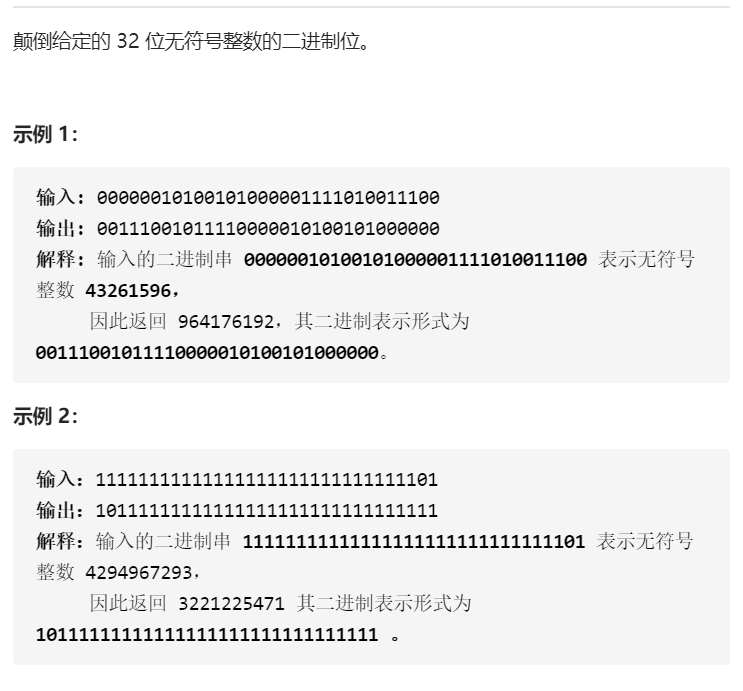 颠倒给定的 32 位无符号整数的二进制位。
示例 1：
输入：00000010100101000001111010011100
输出：00111001011110000010100101000000
解释：输入的二进制串 00000010100101000001111010011100 表示无符号
整数 43261596，
因此返回 964176192，其二进制表示形式为
00111001011110000010100101000000。
示例 2：
输入：11111111111111111111111111111101
输出：10111111111111111111111111111111
解释：输入的二进制串 11111111111111111111111111111101 表示无符号
整数 4294967293，
因此返回 3221225471 其二进制表示形式为
10111111111111111111111111111111 。